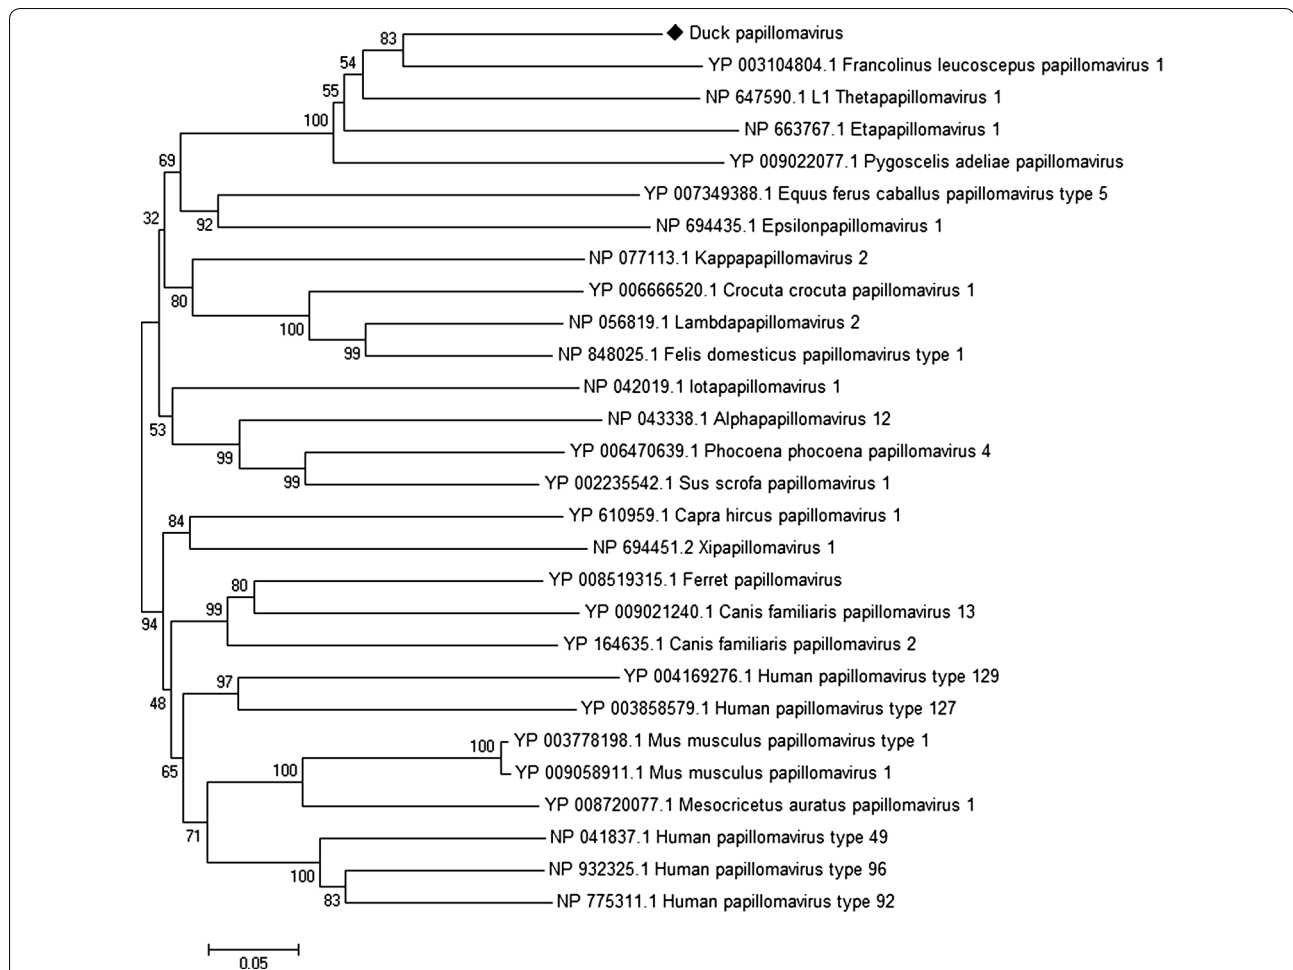 83
Duck papillomavirus
YP 003104804.1 Francolinus leucoscepus papillomavirus 1
54
NP 647590.1 L1 Thetapapillomavirus 1
55
100
NP 663767.1 Etapapillomavirus 1
69
YP 009022077.1 Pygoscelis adeliae papillomavirus
YP 007349388.1 Equus ferus caballus papillomavirus type 5
32
92
NP 694435.1 Epsilonpapillomavirus 1
NP 077113.1 Kappapapillomavirus 2
80
YP 006666520.1 Crocuta crocuta papillomavirus 1
100
NP 056819.1 Lambdapapillomavirus 2
99
NP 848025.1 Felis domesticus papillomavirus type 1
NP 042019.1 Iotapapillomavirus 1
53
NP 043338.1 Alphapapillomavirus 12
99
YP 006470639.1 Phocoena phocoena papillomavirus 4
99
YP 002235542.1 Sus scrofa papillomavirus 1
84
YP 610959.1 Capra hircus papillomavirus 1
NP 694451.2 Xipapillomavirus 1
80
YP 008519315.1 Ferret papillomavirus
99
YP 009021240.1 Canis familiaris papillomavirus 13
94
YP 164635.1 Canis familiaris papillomavirus 2
97
YP 004169276.1 Human papillomavirus type 129
48
YP 003858579.1 Human papillomavirus type 127
100
YP 003778198.1 Mus musculus papillomavirus type 1
65
100
YP 009058911.1 Mus musculus papillomavirus 1
YP 008720077.1 Mesocricetus auratus papillomavirus 1
71
NP 041837.1 Human papillomavirus type 49
100
NP 932325.1 Human papillomavirus type 96
83
NP 775311.1 Human papillomavirus type 92
0.05